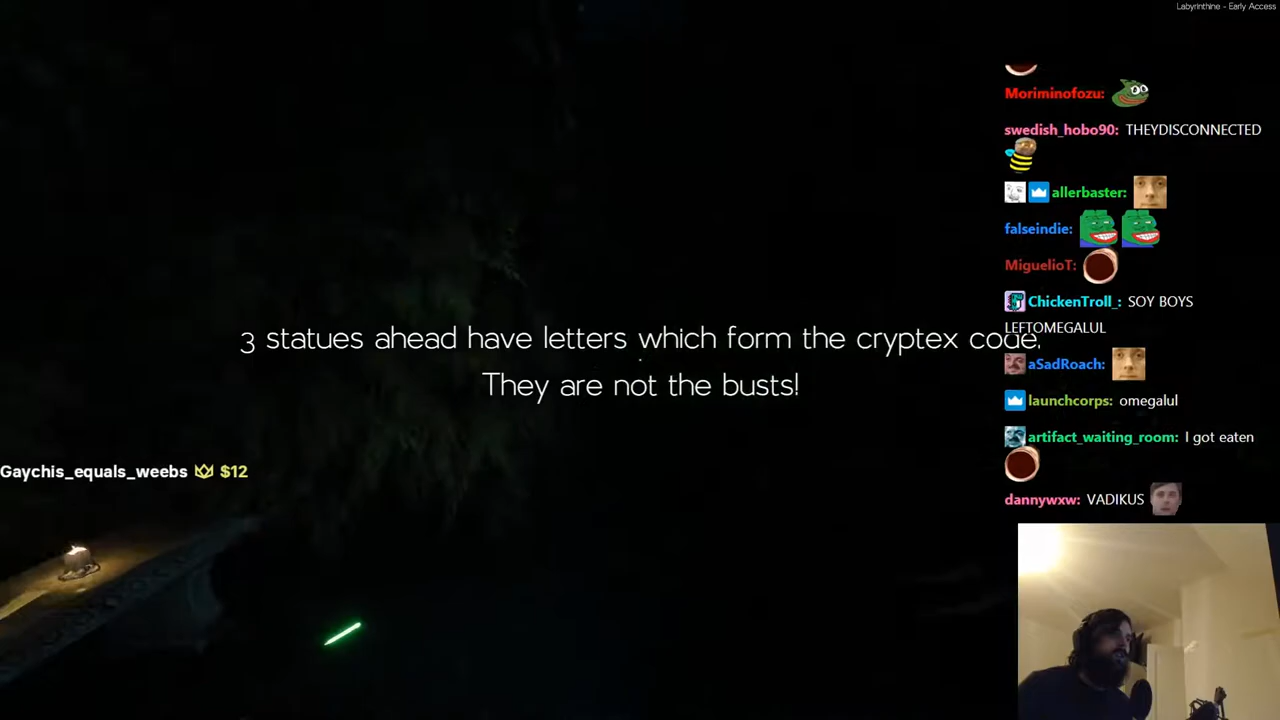 Labyrinthine - Early Access
Moriminofozu:
swedish_hobo90: THEYDISCONNECTED
allerbaster:
falseindie:
MiguelioT:
ChickenTroll_: SOY BOYS
LEFTOMEGALUL
3 statues ahead have letters which form the cryptex code.
They are not the busts!
aSadRoach:
launchcorps: omegalul
artifact_waiting_room: I got eaten
Gaychis_equals_weebs $12
dannywxw: VADIKUS